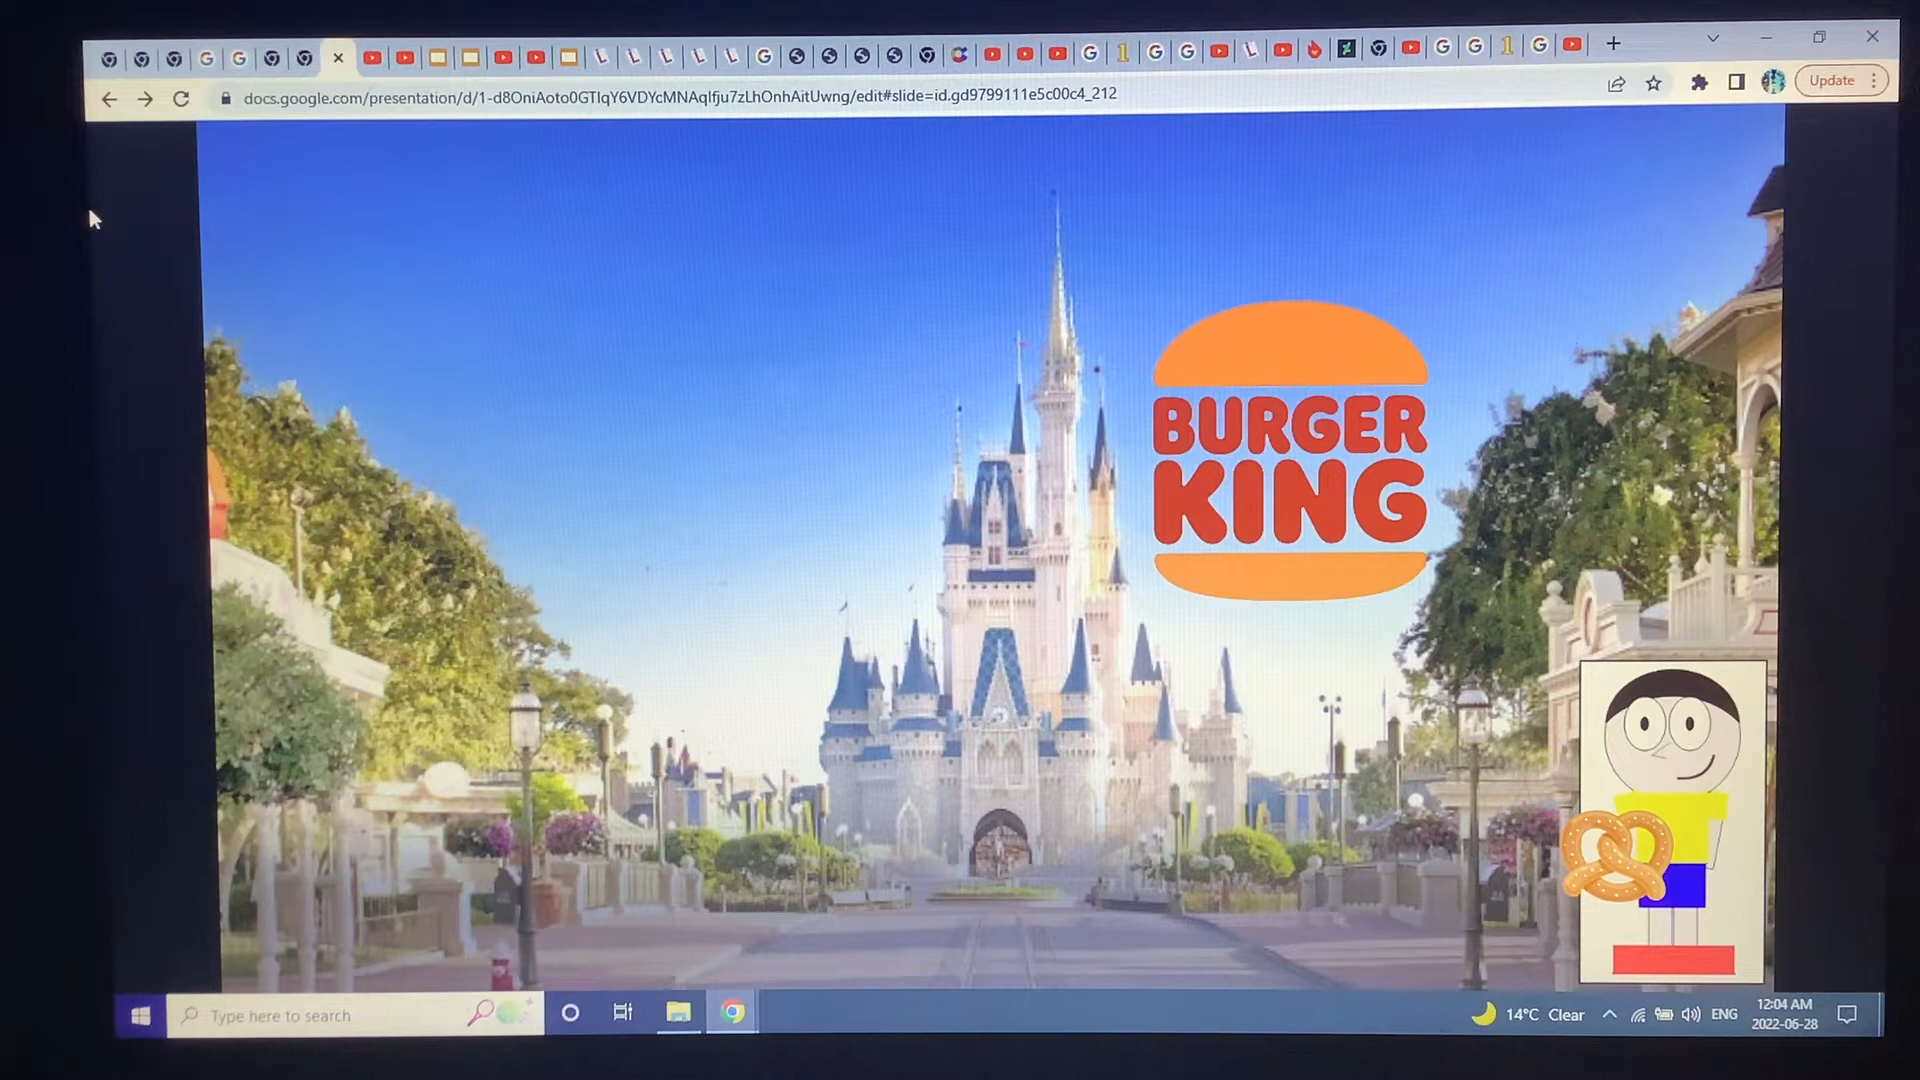 docs.google.com/presentation/d/1-d8OniAoto0GTlqY6VDYcMNAqlfju7zLhOnhAitUwng/edit#slide=id.gd9799111e5c00c4_212
Update
BURGER
KING
Type here to search
14°C Clear
ENG
12:04 AM
2022-06-28